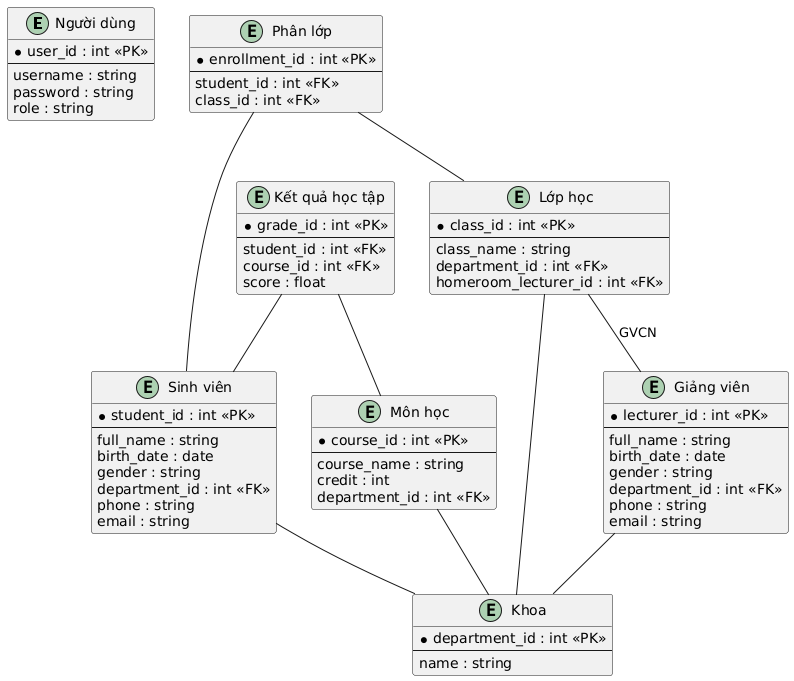 E Người dùng
* user_id : int «PK»
username : string
password : string
role : string
E Phân lớp
* enrollment_id : int «PK»
student_id : int «FK»
class_id : int «FK»
E Kết quả học tập
* grade_id : int «PK»
student_id : int «FK»
course_id : int «FK»
score : float
E Lớp học
* class_id : int «PK»
class_name : string
department_id : int «FK»
homeroom_lecturer_id : int «FK»
GVCN
E Sinh viên
* student_id : int «PK»
full_name : string
birth_date : date
gender : string
department_id : int «FK»
phone : string
email : string
E Môn học
* course_id : int «PK»
course_name : string
credit : int
department_id : int «FK»
E Giảng viên
* lecturer_id : int «PK»
full_name : string
birth_date : date
gender : string
department_id : int «FK»
phone : string
email : string
E Khoa
* department_id : int «PK»
name : string